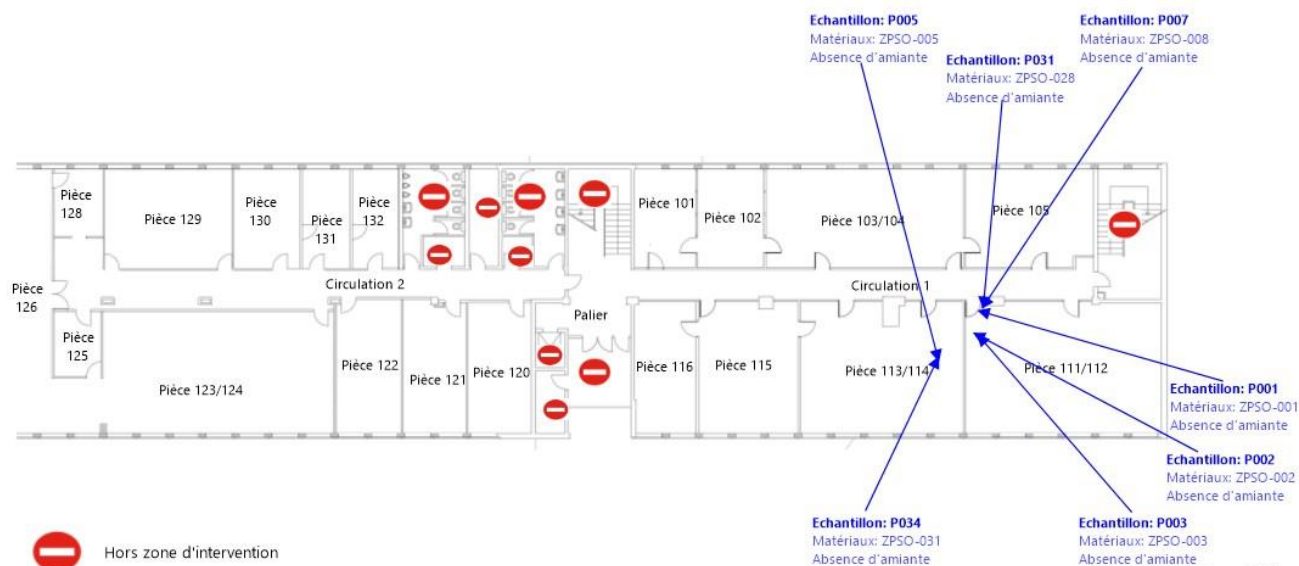 Echantillon: P005
Matériaux: ZPSO-005
Absence d'amiante
Echantillon: P007
Matériaux: ZPSO-008
Absence d'amiante
Echantillon: P031
Matériaux: ZPSO-028
Absence d'amiante
Pièce
128
Pièce 129
Pièce
130
Pièce
131
Pièce
132
Pièce 101
Pièce 102
Pièce 103/104
Pièce 105
Pièce
126
Circulation 2
Circulation 1
Palier
Pièce
125
Pièce 123/124
Pièce 122
Pièce 121
Pièce 120
Pièce 116
Pièce 115
Pièce 113/114
Pièce 111/112
Echantillon: P001
Matériaux: ZPSO-001
Absence d'amiante
Echantillon: P002
Matériaux: ZPSO-002
Absence d'amiante
Echantillon: P034
Matériaux: ZPSO-031
Absence d'amiante
Echantillon: P003
Matériaux: ZPSO-003
Absence d'amiante
Hors zone d'intervention